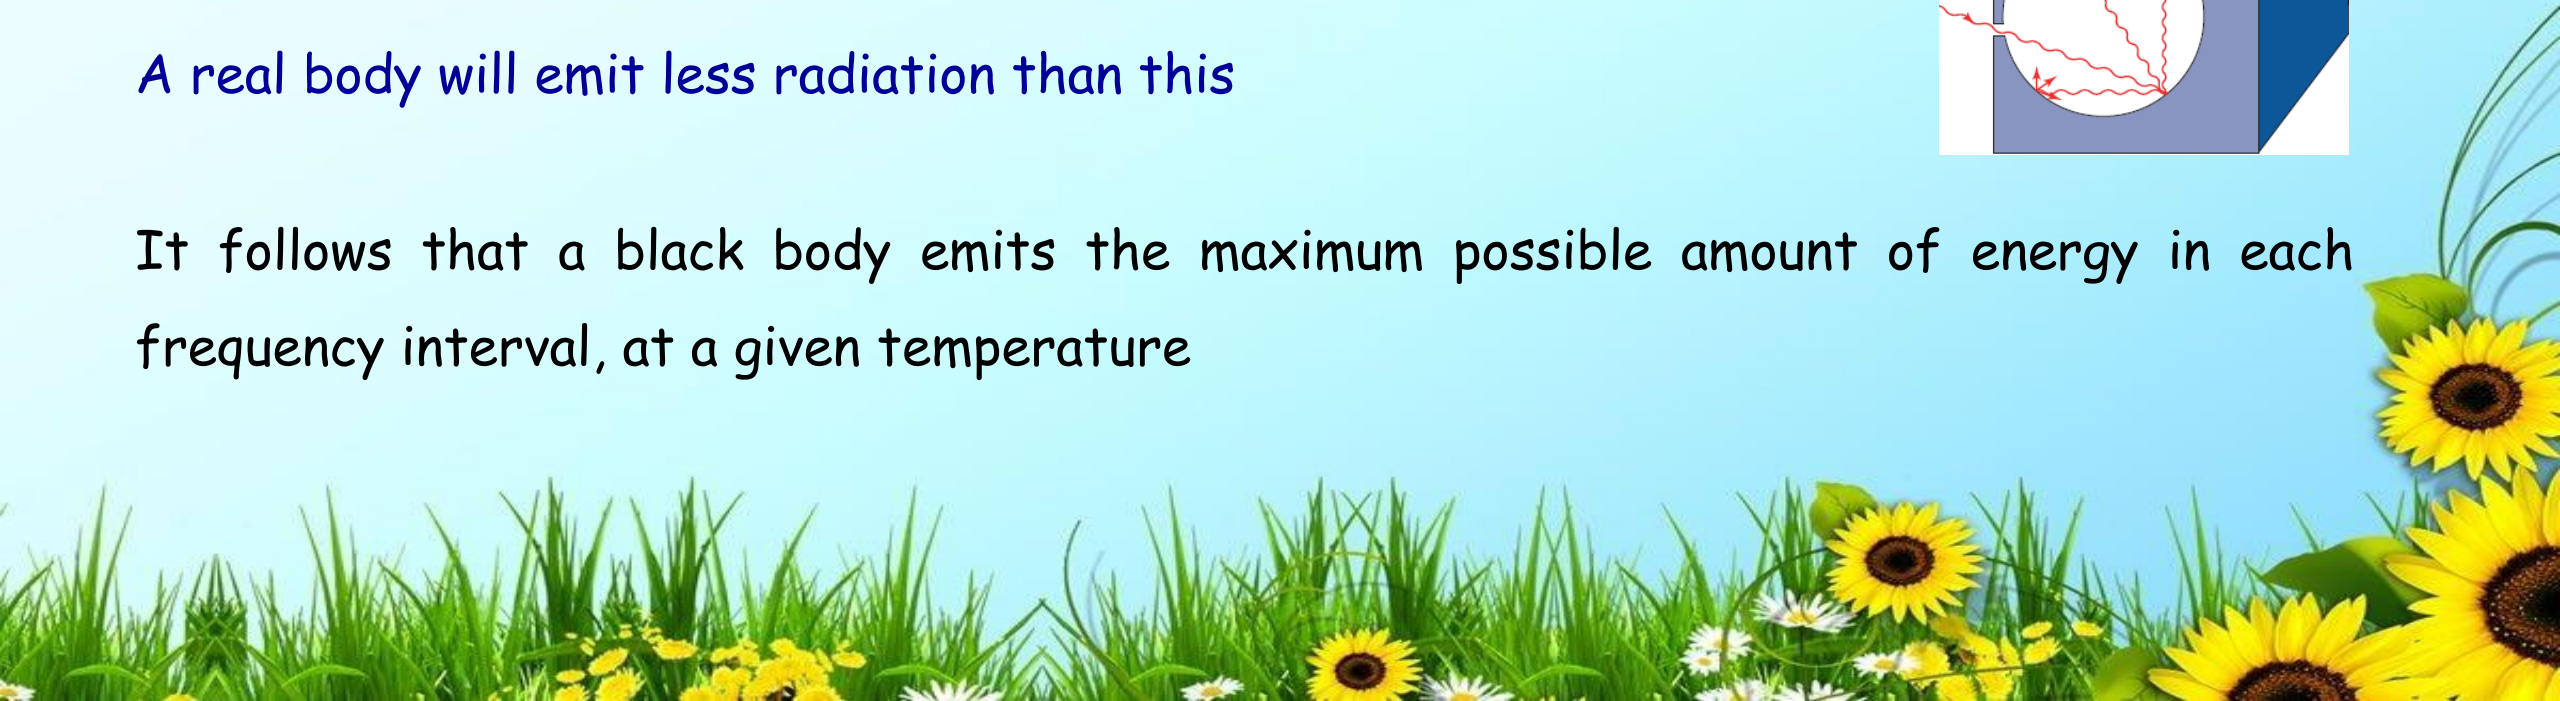 A real body will emit less radiation than this
It follows that a black body emits the maximum possible amount of energy in each
frequency interval, at a given temperature